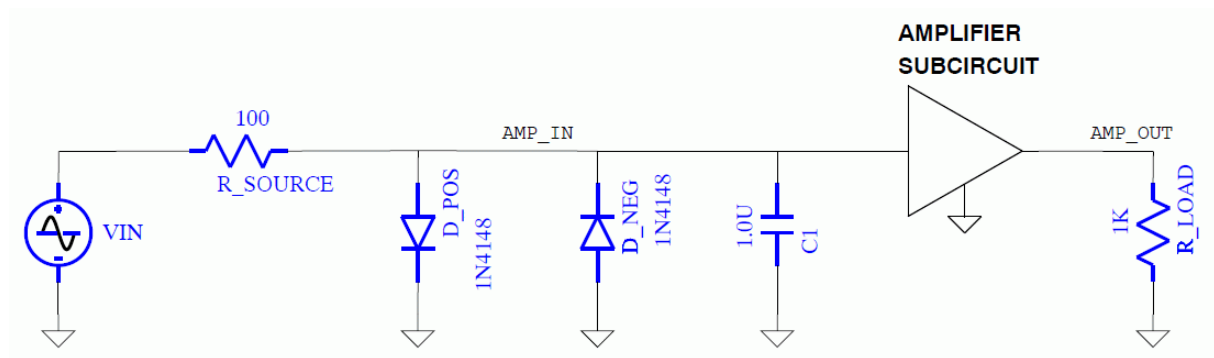 AMPLIFIER
SUBCIRCUIT
100
R_SOURCE
AMP_IN
AMP_OUT
VIN
D_POS
1N4148
D_NEG
1N4148
1.0U
C1
1K
R_LOAD